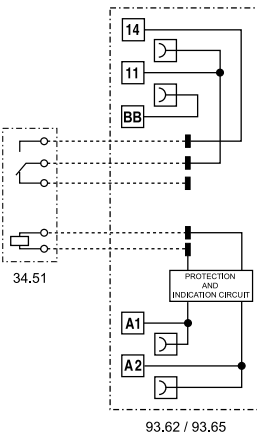 14
11
BB
34.51
PROTECTION
AND
INDICATION CIRCUIT
A1
A2
93.62 / 93.65